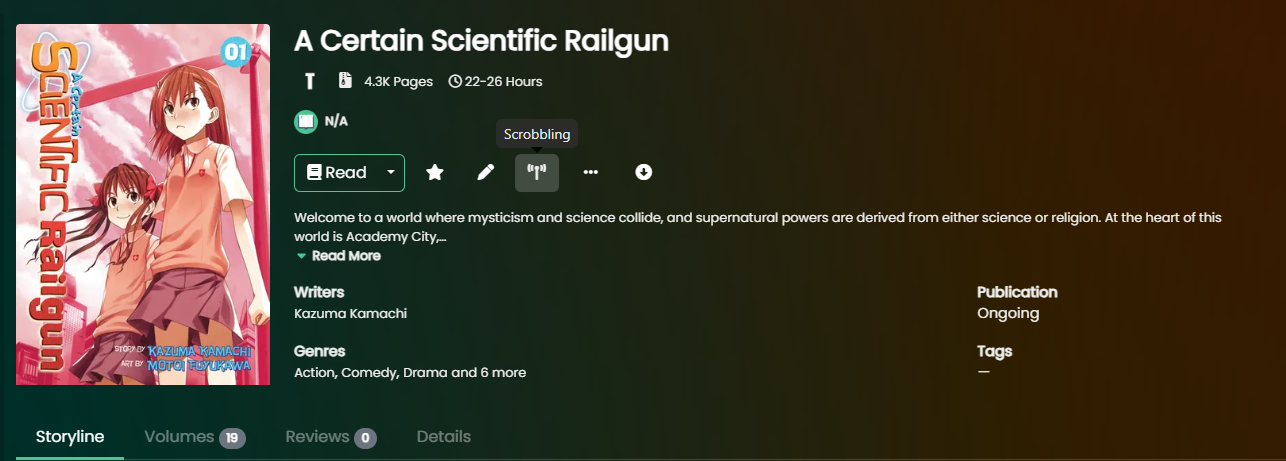 A Certain Scientific Railgun
01
A Certain
SCIENTIFIC Railgun
STORY BY KAZUMA KAMACHI
ART BY MOTOI FUYUKAWA
T
4.3K Pages
22-26 Hours
N/A
Scrobbling
Read
Welcome to a world where mysticism and science collide, and supernatural powers are derived from either science or religion. At the heart of this
world is Academy City,...
Read More
Writers
Kazuma Kamachi
Publication
Ongoing
Genres
Action, Comedy, Drama and 6 more
Tags
—
Storyline
Volumes 19
Reviews 0
Details